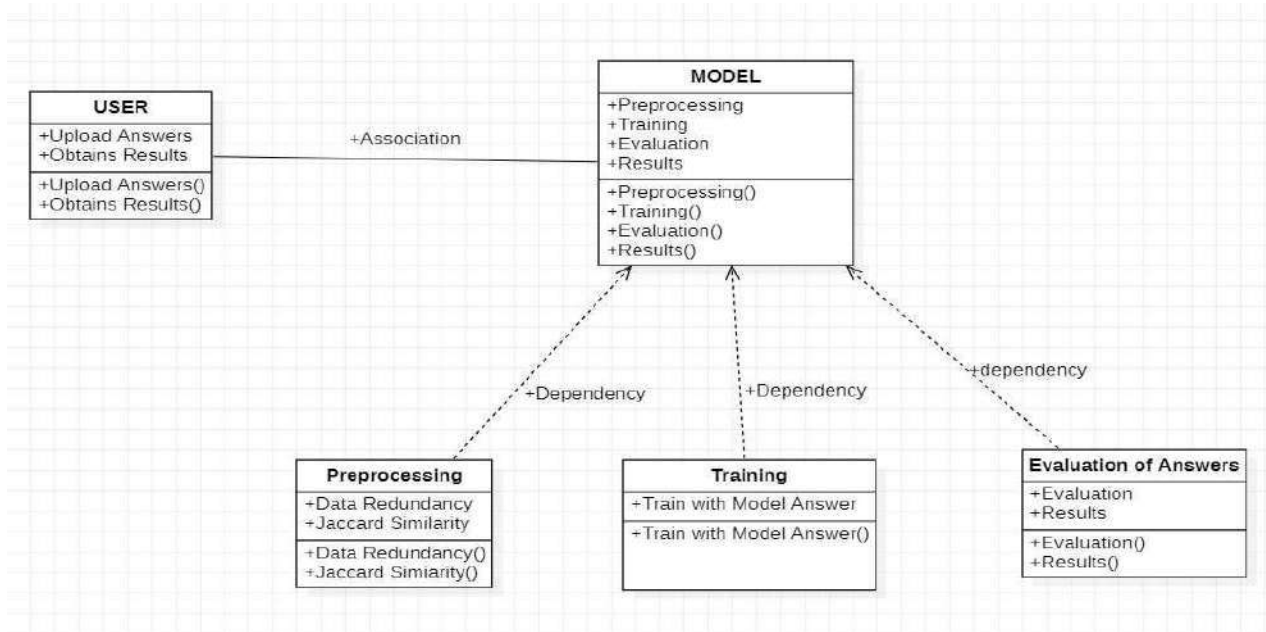 USER
+Upload Answers
+Obtains Results
+Upload Answers()
+Obtains Results()
+Association
MODEL
+Preprocessing
+Training
+Evaluation
+Results
+Preprocessing()
+Training()
+Evaluation()
+Results()
+Dependency
+Dependency
+dependency
Preprocessing
+Data Redundancy
+Jaccard Similarity
+Data Redundancy()
+Jaccard Simiarity()
Training
+Train with Model Answer
+Train with Model Answer()
Evaluation of Answers
+Evaluation
+Results
+Evaluation()
+Results()